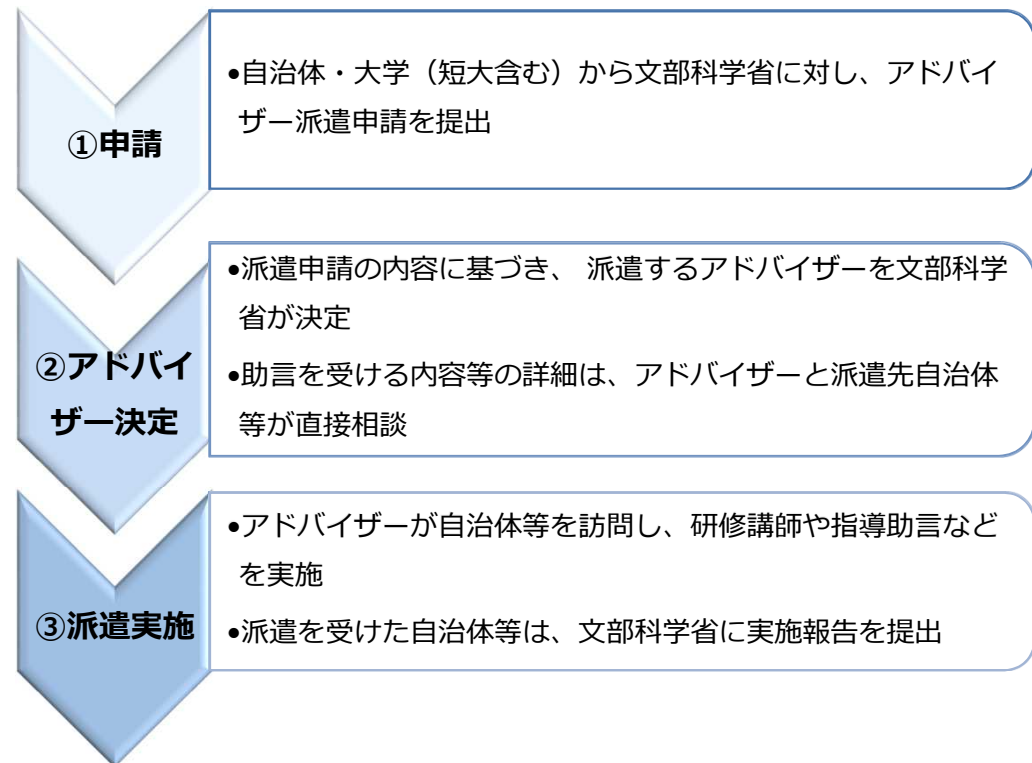 ①申請
•自治体・大学（短大含む）から文部科学省に対し、アドバイ
ザー派遣申請を提出
②アドバイ
ザー決定
•派遣申請の内容に基づき、 派遣するアドバイザーを文部科学
省が決定
•助言を受ける内容等の詳細は、アドバイザーと派遣先自治体
等が直接相談
③派遣実施
•アドバイザーが自治体等を訪問し、研修講師や指導助言など
を実施
•派遣を受けた自治体等は、文部科学省に実施報告を提出